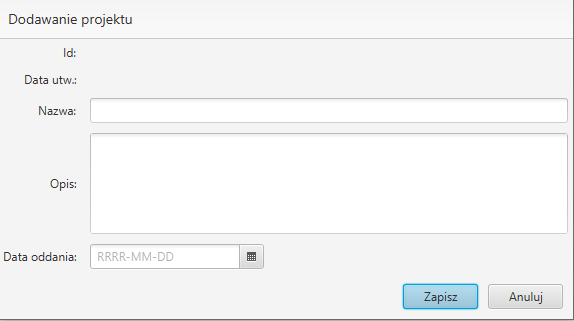 Dodawanie projektu
Id:
Data utw.:
Nazwa:
Opis:
Data oddania: RRRR-MM-DD
Zapisz Anuluj